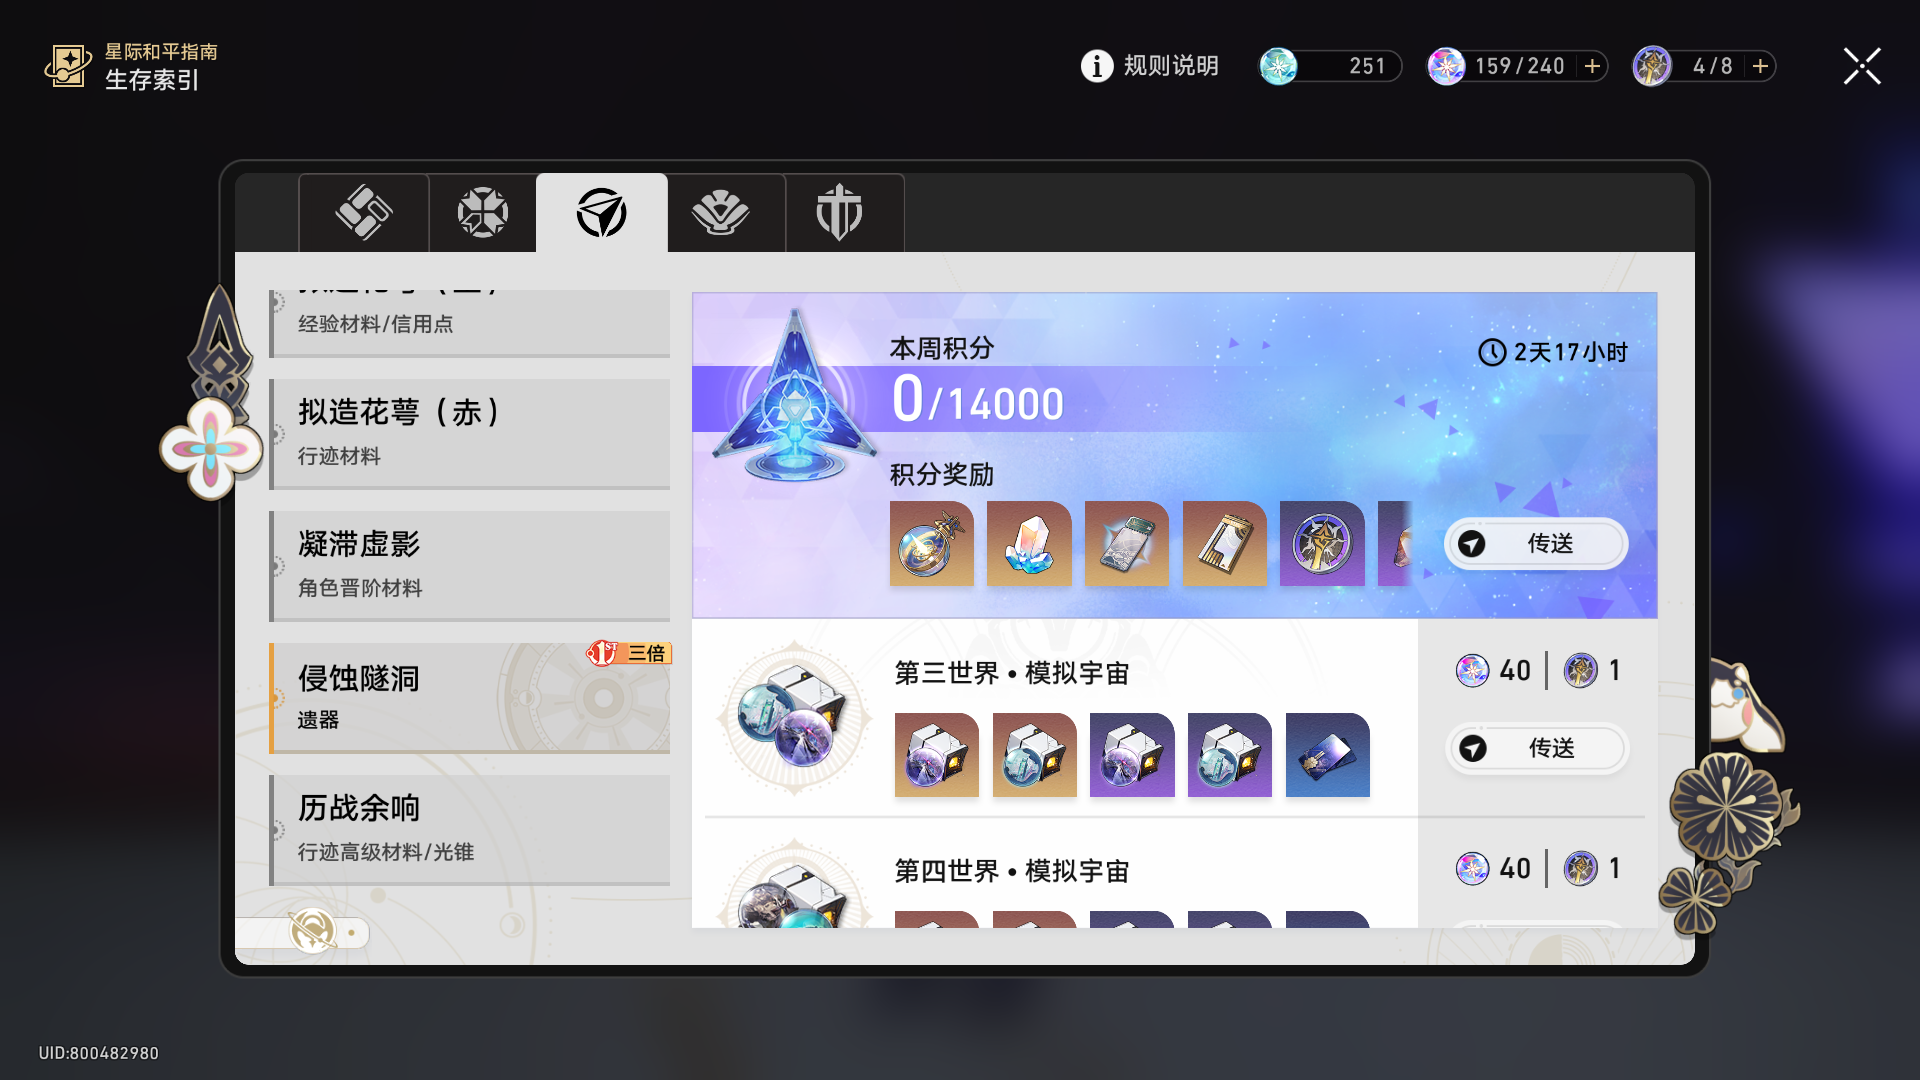 星际和平指南
生存索引
规则说明
251
159/240
4/8
经验材料/信用点
拟造花萼（赤）
行迹材料
凝滞虚影
角色晋阶材料
1ST 三倍
侵蚀隧洞
遗器
历战余响
行迹高级材料/光锥
本周积分
0/14000
2天17小时
积分奖励
传送
第三世界•模拟宇宙
40 1
传送
第四世界•模拟宇宙
40 1
UID:800482980